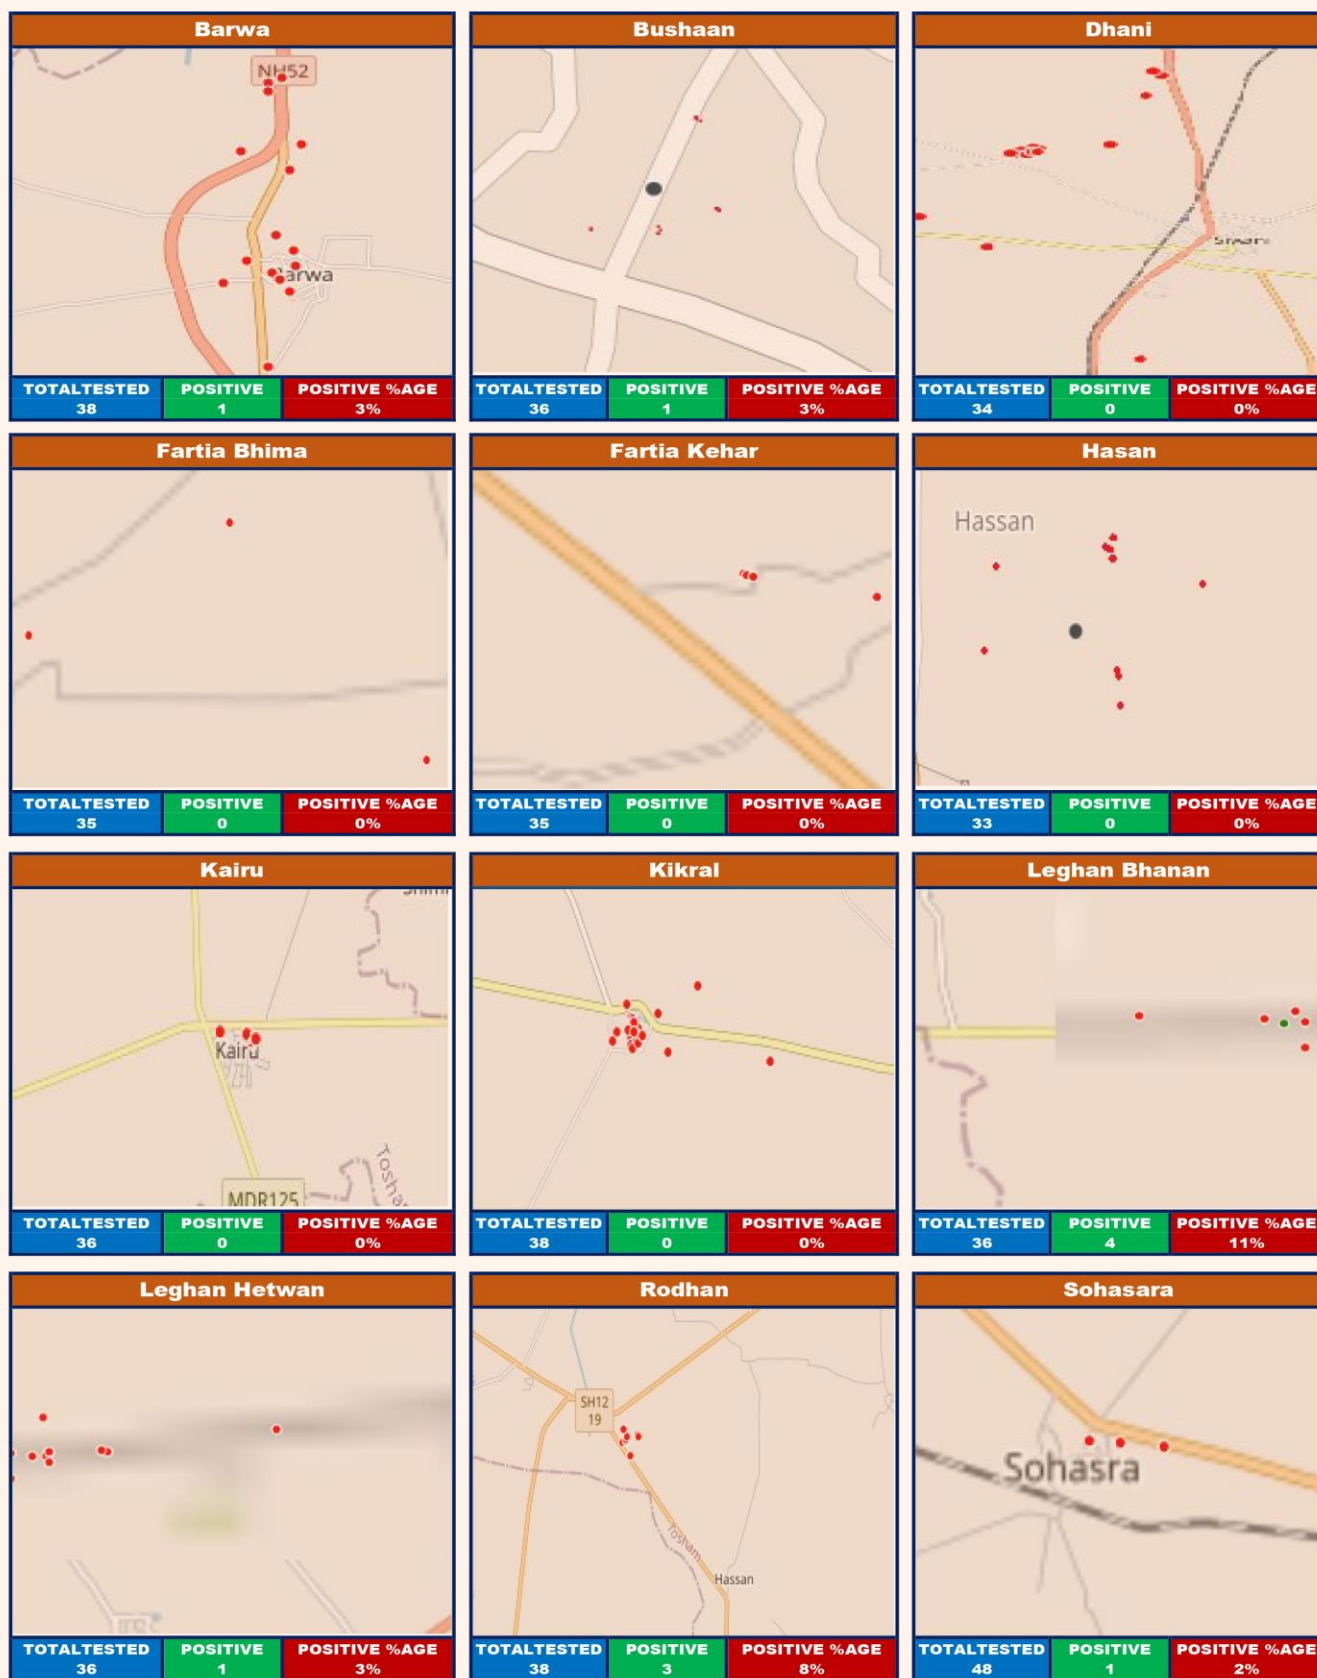 Barwa
Bushaan
Dhani
NH52
Barwa
Siwani
TOTALTESTED POSITIVE POSITIVE %AGE
38 1 3%
TOTALTESTED POSITIVE POSITIVE %AGE
36 1 3%
TOTALTESTED POSITIVE POSITIVE %AGE
34 0 0%
Fartia Bhima
Fartia Kehar
Hasan
Hassan
TOTALTESTED POSITIVE POSITIVE %AGE
35 0 0%
TOTALTESTED POSITIVE POSITIVE %AGE
35 0 0%
TOTALTESTED POSITIVE POSITIVE %AGE
33 0 0%
Kairu
Kikral
Leghan Bhanan
Kairu
MDR125
TOTALTESTED POSITIVE POSITIVE %AGE
36 0 0%
TOTALTESTED POSITIVE POSITIVE %AGE
38 0 0%
TOTALTESTED POSITIVE POSITIVE %AGE
36 4 11%
Leghan Hetwan
Rodhan
Sohasara
SH12
19
Tosham
Hassan
Sohasra
TOTALTESTED POSITIVE POSITIVE %AGE
36 1 3%
TOTALTESTED POSITIVE POSITIVE %AGE
38 3 8%
TOTALTESTED POSITIVE POSITIVE %AGE
48 1 2%